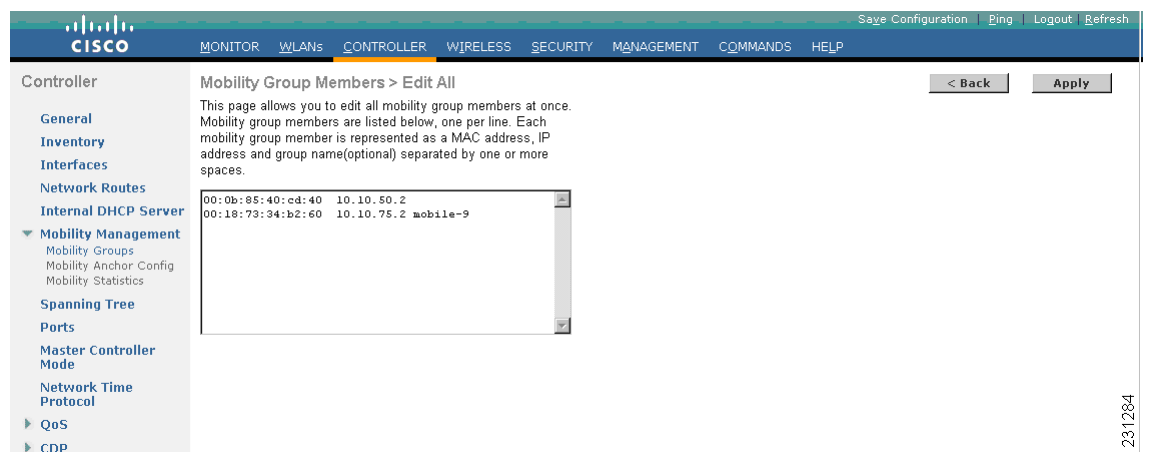 Save Configuration | Ping | Logout | Refresh
CISCO
MONITOR WLANs CONTROLLER WIRELESS SECURITY MANAGEMENT COMMANDS HELP
Controller
General
Inventory
Interfaces
Network Routes
Internal DHCP Server
Mobility Management
Mobility Groups
Mobility Anchor Config
Mobility Statistics
Spanning Tree
Ports
Master Controller
Mode
Network Time
Protocol
QoS
CDP
Mobility Group Members > Edit All
< Back Apply
This page allows you to edit all mobility group members at once.
Mobility group members are listed below, one per line. Each
mobility group member is represented as a MAC address, IP
address and group name(optional) separated by one or more
spaces.
00:0b:85:40:cd:40 10.10.50.2
00:18:73:34:b2:60 10.10.75.2 mobile-9
231284